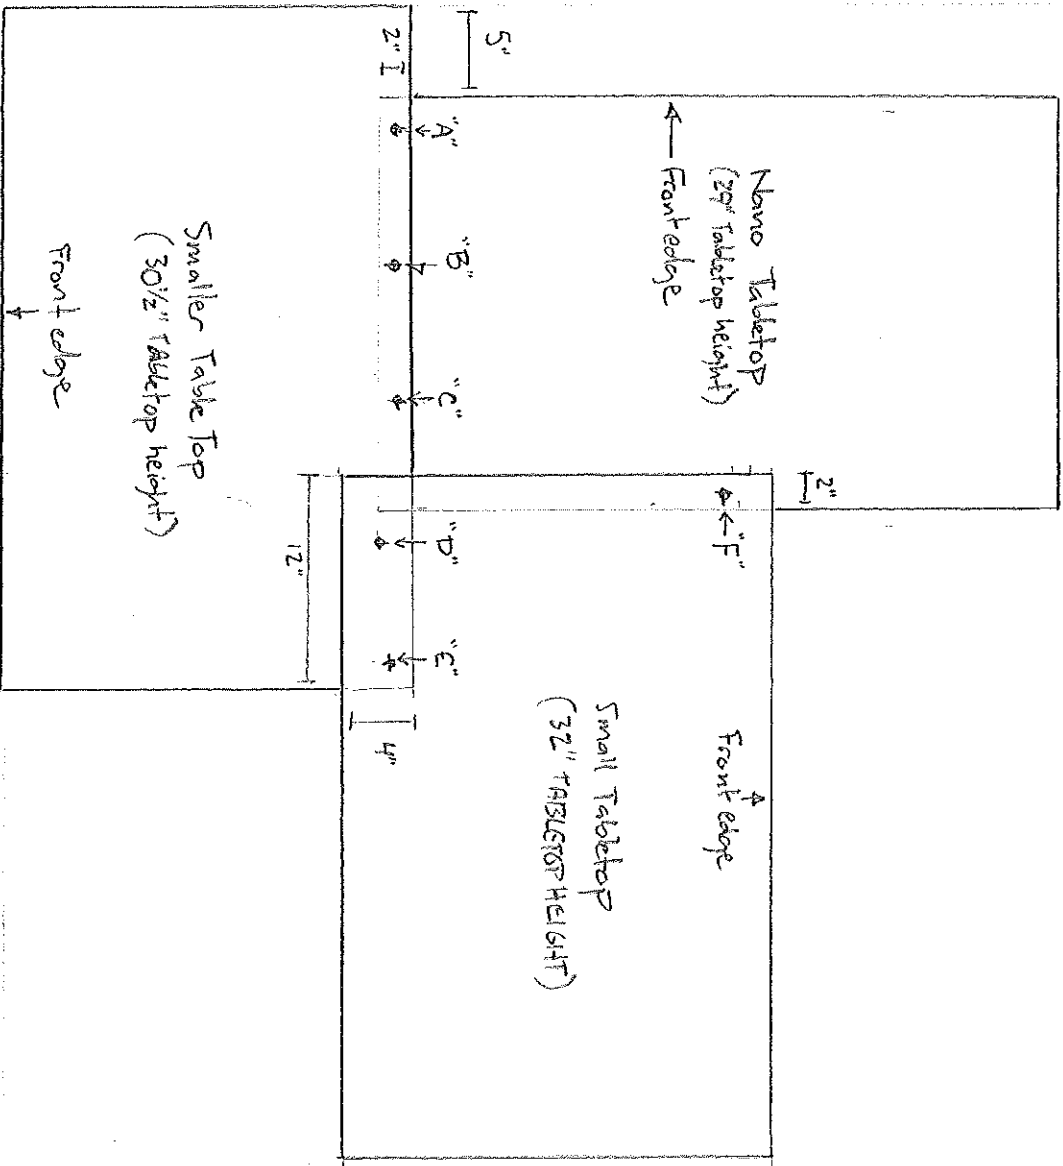 5"
2"
"A"
"B"
"C"
Nano Tabletop
(29" Tabletop height)
Front edge
2"
"F"
Smaller Table Top
(30½" TAbletop height)
Front edge
12"
"D"
"E"
4"
Front edge
Small Tabletop
(32" TABLETOP HEIGHT)